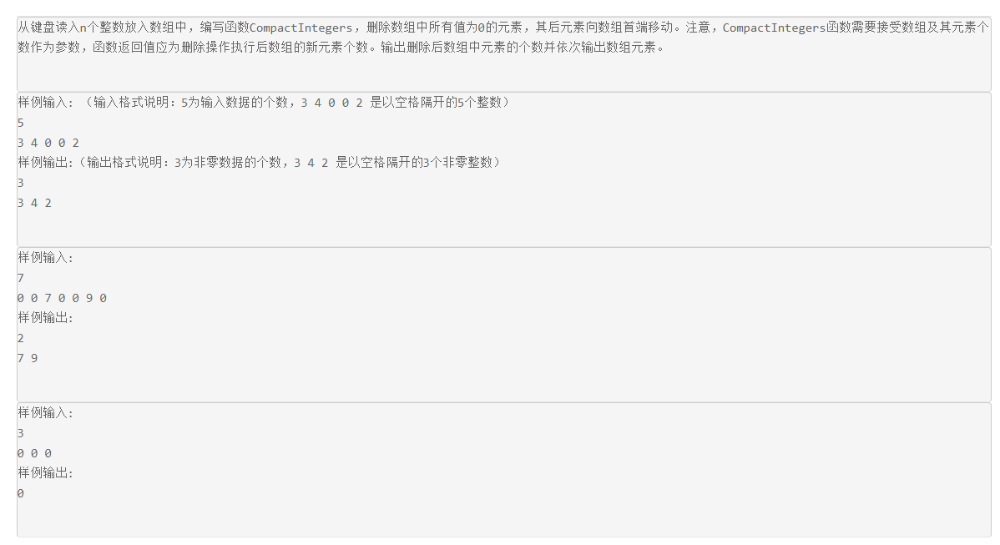 从键盘读入n个整数放入数组中，编写函数CompactIntegers，删除数组中所有值为0的元素，其后元素向数组首端移动。注意，CompactIntegers函数需要接受数组及其元素个
数作为参数，函数返回值应为删除操作执行后数组的新元素个数。输出删除后数组中元素的个数并依次输出数组元素。
样例输入: （输入格式说明：5为输入数据的个数，3 4 0 0 2 是以空格隔开的5个整数）
5
3 4 0 0 2
样例输出:（输出格式说明：3为非零数据的个数，3 4 2 是以空格隔开的3个非零整数）
3
3 4 2
样例输入:
7
0 0 7 0 0 9 0
样例输出:
2
7 9
样例输入:
3
0 0 0
样例输出:
0